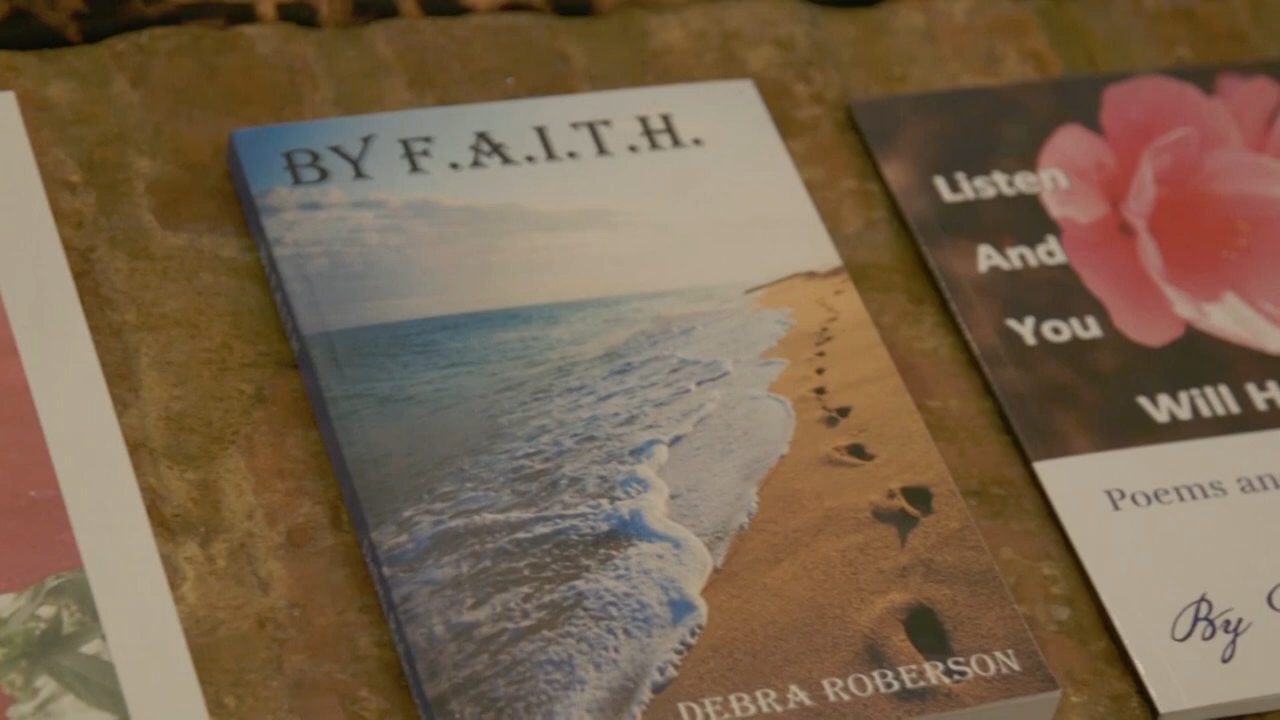 BY F.A.I.T.H.
DEBRA ROBERSON
Listen
And
You
Will
Poems
By